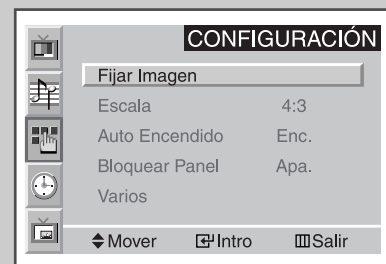 CONFIGURACIÓN
Fijar Imagen
Escala 4:3
Auto Encendido Enc.
Bloquear Panel Apa.
Varios
Mover Intro Salir